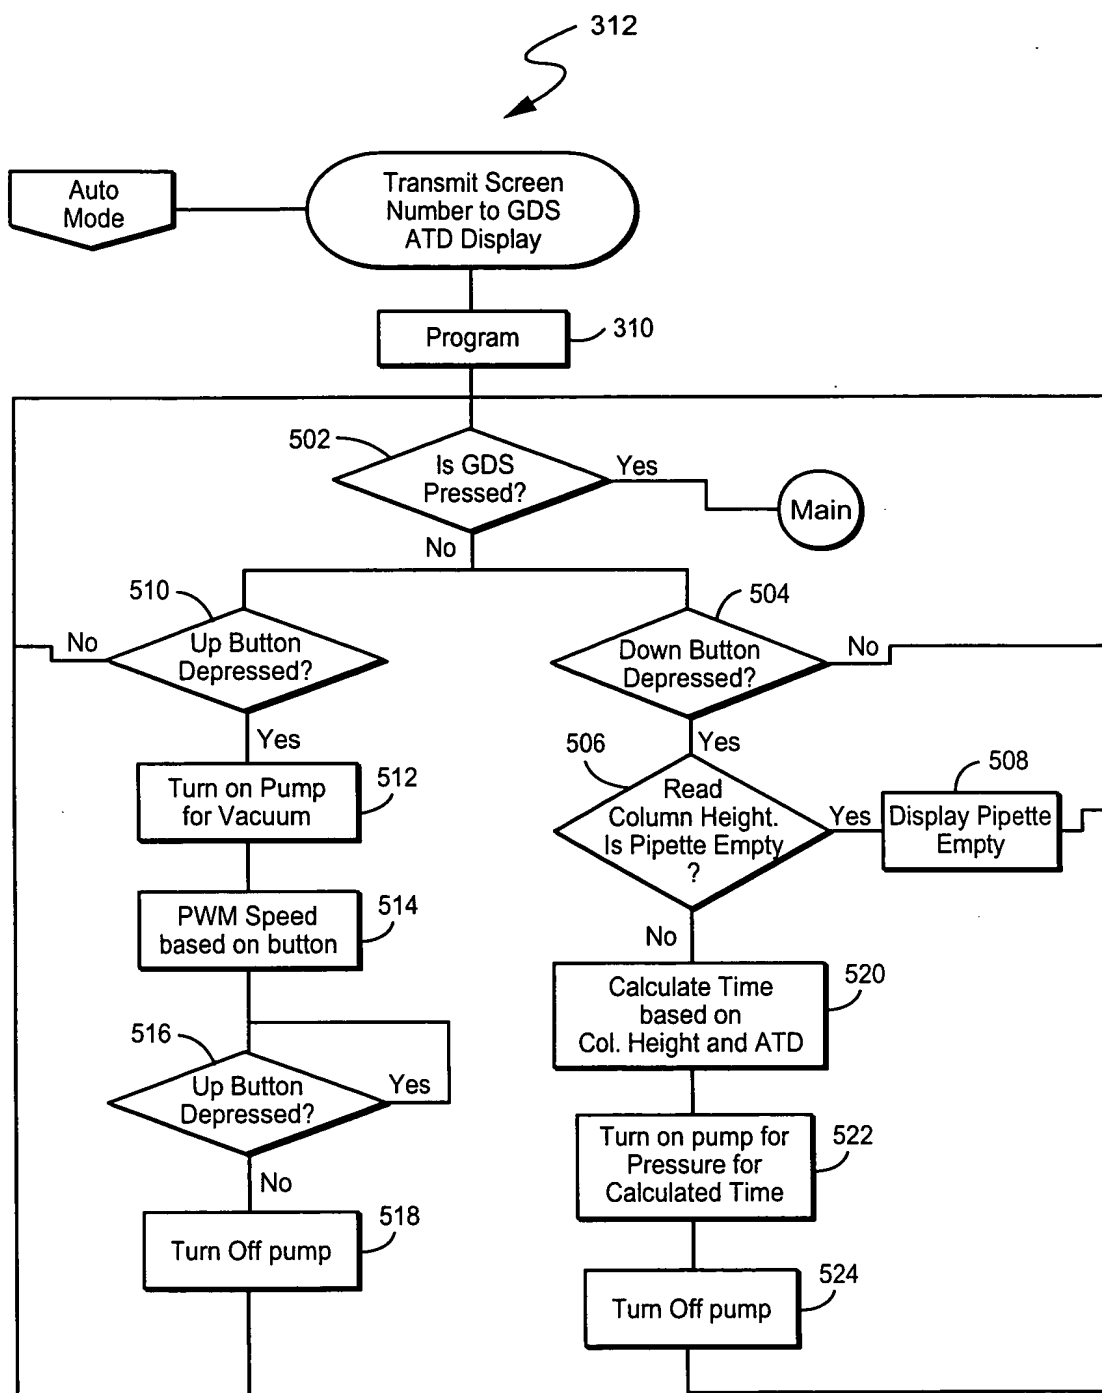 312
Auto
Mode
Transmit Screen
Number to GDS
ATD Display
Program
310
502
Is GDS
Pressed?
Yes
Main
No
510
504
No
Up Button
Depressed?
Down Button
Depressed?
No
Yes
Yes
506
508
Turn on Pump
for Vacuum
512
Read
Column Height.
Is Pipette Empty
?
Yes
Display Pipette
Empty
PWM Speed
based on button
514
No
Calculate Time
based on
Col. Height and ATD
520
516
Up Button
Depressed?
Yes
Turn on pump for
Pressure for
Calculated Time
522
No
Turn Off pump
518
Turn Off pump
524